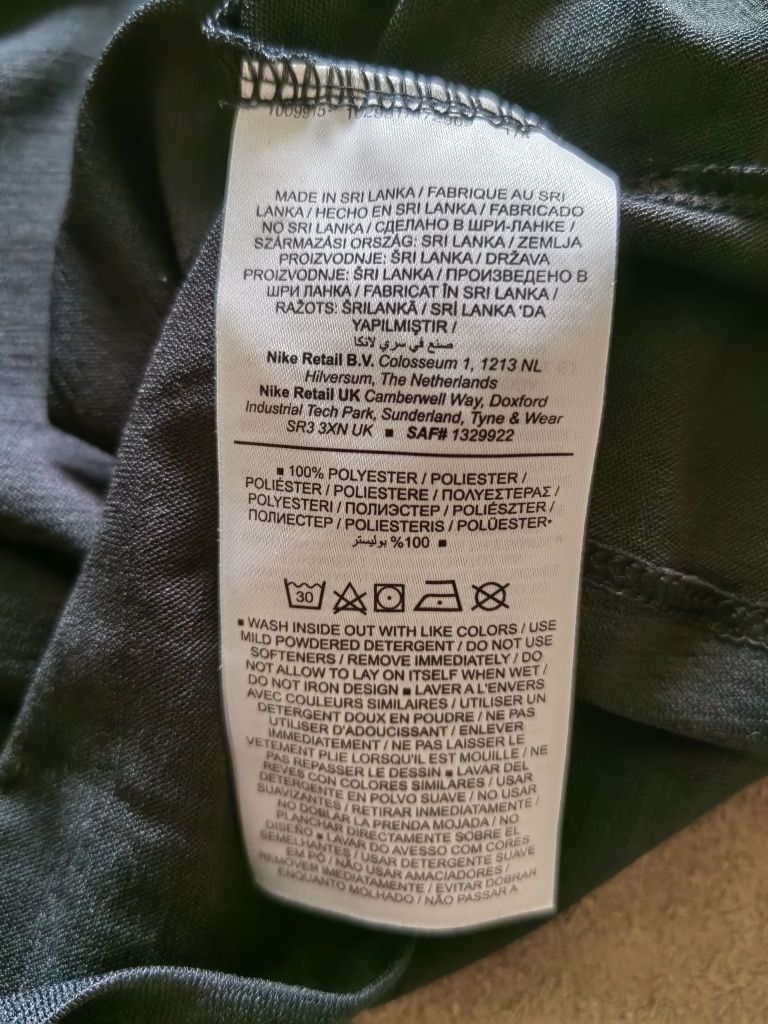 MADE IN SRI LANKA / FABRIQUE AU SRI
LANKA / HECHO EN SRI LANKA / FABRICADO
NO SRI LANKA / СДЕЛАНО В ШРИ-ЛАНКЕ /
SZÁRMAZÁSI ORSZÁG: SRI LANKA / ZEMLJA
PROIZVODNJE: ŠRI LANKA / DRŽAVA
PROIZVODNJE: ŠRI LANKA / ПРОИЗВЕДЕНО В
ШРИ ЛАНКА / FABRICAT ÎN SRI LANKA /
RAŽOTS: ŠRILANKĀ / SRİ LANKA 'DA
YAPILMIŞTIR /
صنع في سري لانكا
Nike Retail B.V. Colosseum 1, 1213 NL
Hilversum, The Netherlands
Nike Retail UK Camberwell Way, Doxford
Industrial Tech Park, Sunderland, Tyne & Wear
SR3 3XN UK ■ SAF# 1329922
■ 100% POLYESTER / POLIESTER /
POLIÉSTER / POLIESTERE / ΠΟΛΥΕΣΤΕΡΑΣ /
POLYESTERI / ПОЛИЭСТЕР / POLIÉSZTER /
ПОЛИЕСТЕР / POLIESTERIS / POLÜESTER
100% بوليستر ■
30
■ WASH INSIDE OUT WITH LIKE COLORS / USE
MILD POWDERED DETERGENT / DO NOT USE
SOFTENERS / REMOVE IMMEDIATELY / DO
NOT ALLOW TO LAY ON ITSELF WHEN WET /
DO NOT IRON DESIGN ■ LAVER A L'ENVERS
AVEC COULEURS SIMILAIRES / UTILISER UN
DETERGENT DOUX EN POUDRE / NE PAS
UTILISER D'ADOUCISSANT / ENLEVER
IMMEDIATEMENT / NE PAS LAISSER LE
VETEMENT PLIE LORSQU'IL EST MOUILLE / NE
PAS REPASSER LE DESSIN ■ LAVAR DEL
REVES CON COLORES SIMILARES / USAR
DETERGENTE EN POLVO SUAVE / NO USAR
SUAVIZANTES / RETIRAR INMEDIATAMENTE /
NO DOBLAR LA PRENDA MOJADA / NO
PLANCHAR DIRECTAMENTE SOBRE EL
DISEÑO ■ LAVAR DO AVESSO COM CORES
SEMELHANTES / USAR DETERGENTE SUAVE
EM PÓ / NÃO USAR AMACIADORES /
REMOVER IMEDIATAMENTE / EVITAR DOBRAR
ENQUANTO MOLHADO / NÃO PASSAR A